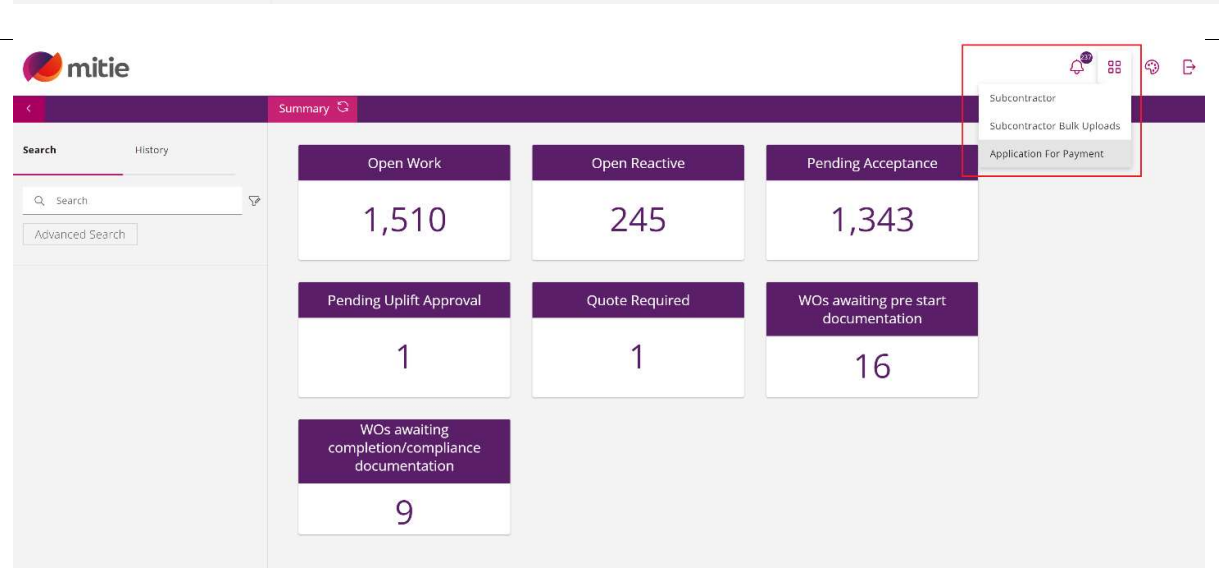 mitie
237
Subcontractor
Subcontractor Bulk Uploads
Application For Payment
Summary
Search
History
Search
Advanced Search
Open Work
1,510
Open Reactive
245
Pending Acceptance
1,343
Pending Uplift Approval
1
Quote Required
1
WOs awaiting pre start
documentation
16
WOs awaiting
completion/compliance
documentation
9